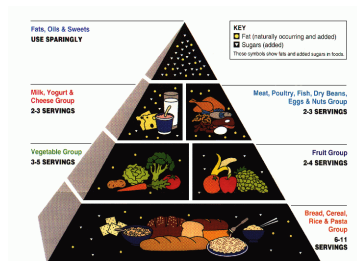 Fats, Oils & Sweets
USE SPARINGLY
KEY
Fat (naturally occurring and added)
Sugars (added)
These symbols show fats and added sugars in foods.
Milk, Yogurt &
Cheese Group
2-3 SERVINGS
Meat, Poultry, Fish, Dry Beans,
Eggs & Nuts Group
2-3 SERVINGS
Vegetable Group
3-5 SERVINGS
Fruit Group
2-4 SERVINGS
Bread, Cereal,
Rice & Pasta
Group
6-11
SERVINGS